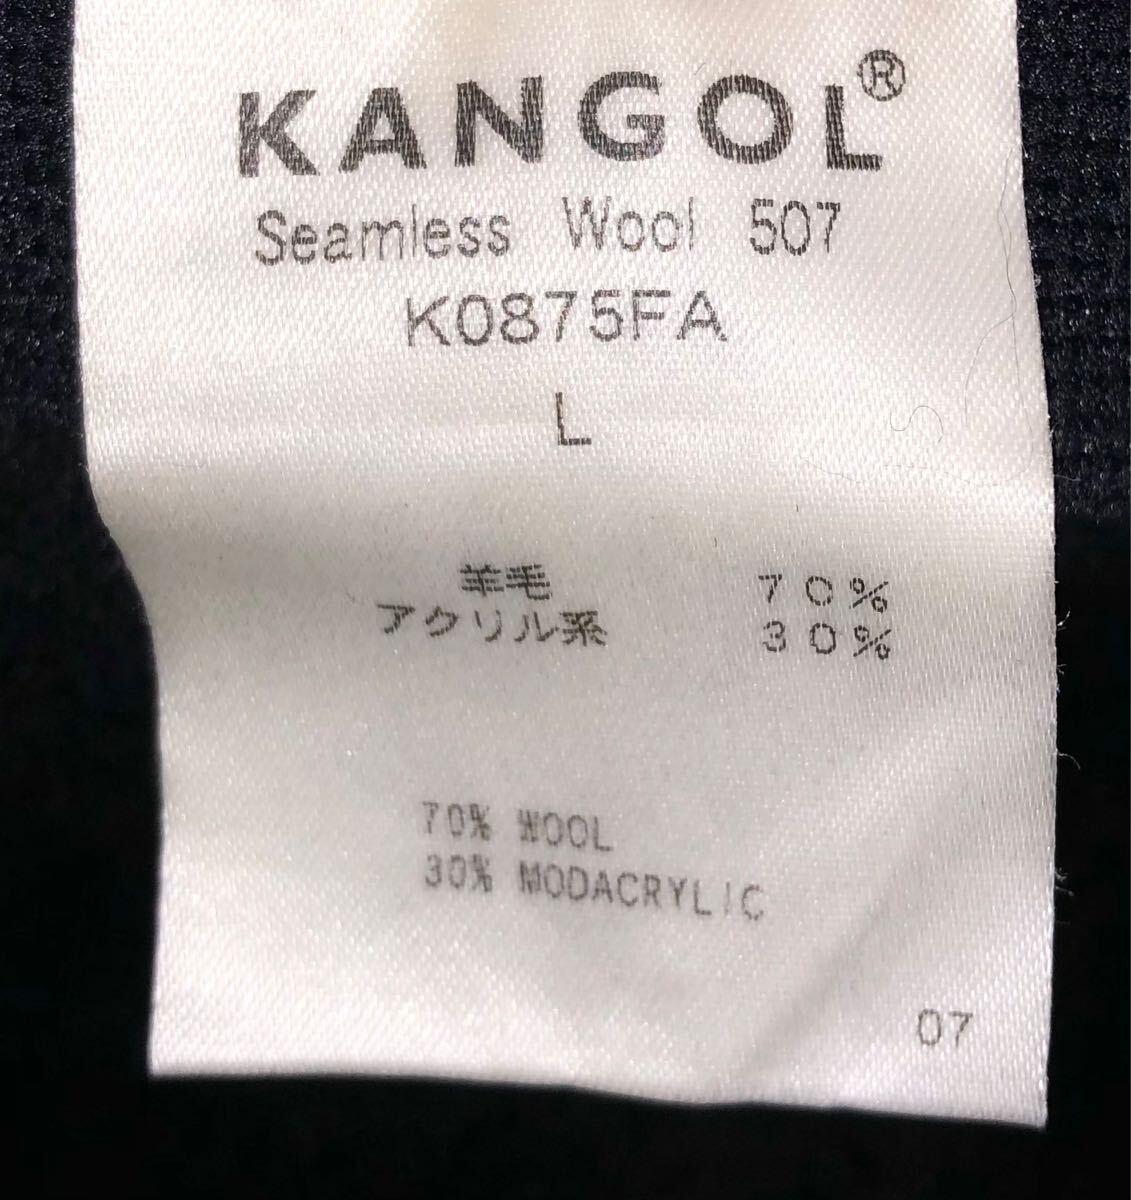 KANGOL®
Seamless Wool 507
K0875FA
L
羊毛 70%
アクリル系 30%
70% WOOL
30% MODACRYLIC
07